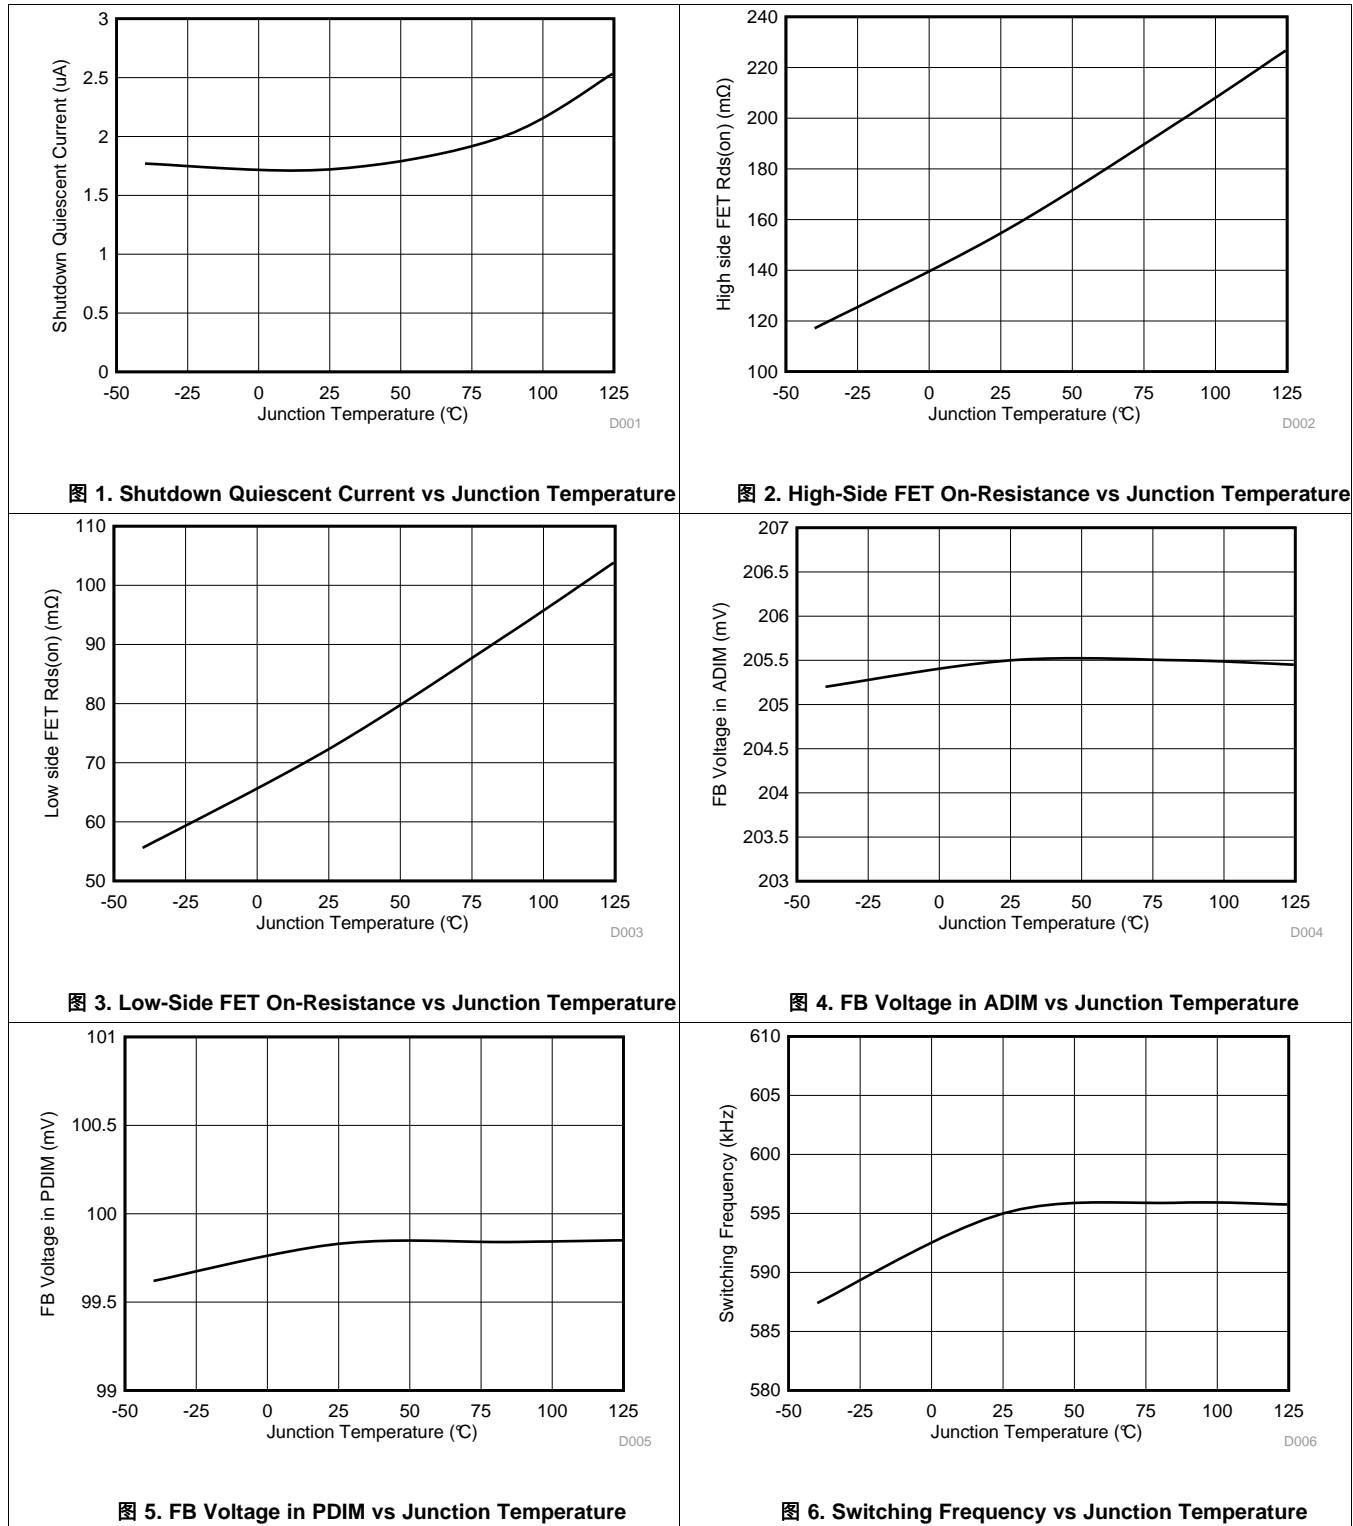 3
2.5
2
1.5
1
0.5
0
Shutdown Quiescent Current (uA)
-50 -25 0 25 50 75 100 125
Junction Temperature (°C)
D001
图 1. Shutdown Quiescent Current vs Junction Temperature
240
220
200
180
160
140
120
100
High side FET Rds(on) (mΩ)
-50 -25 0 25 50 75 100 125
Junction Temperature (°C)
D002
图 2. High-Side FET On-Resistance vs Junction Temperature
110
100
90
80
70
60
50
Low side FET Rds(on) (mΩ)
-50 -25 0 25 50 75 100 125
Junction Temperature (°C)
D003
图 3. Low-Side FET On-Resistance vs Junction Temperature
207
206.5
206
205.5
205
204.5
204
203.5
203
FB Voltage in ADIM (mV)
-50 -25 0 25 50 75 100 125
Junction Temperature (°C)
D004
图 4. FB Voltage in ADIM vs Junction Temperature
101
100.5
100
99.5
99
FB Voltage in PDIM (mV)
-50 -25 0 25 50 75 100 125
Junction Temperature (°C)
D005
图 5. FB Voltage in PDIM vs Junction Temperature
610
605
600
595
590
585
580
Switching Frequency (kHz)
-50 -25 0 25 50 75 100 125
Junction Temperature (°C)
D006
图 6. Switching Frequency vs Junction Temperature